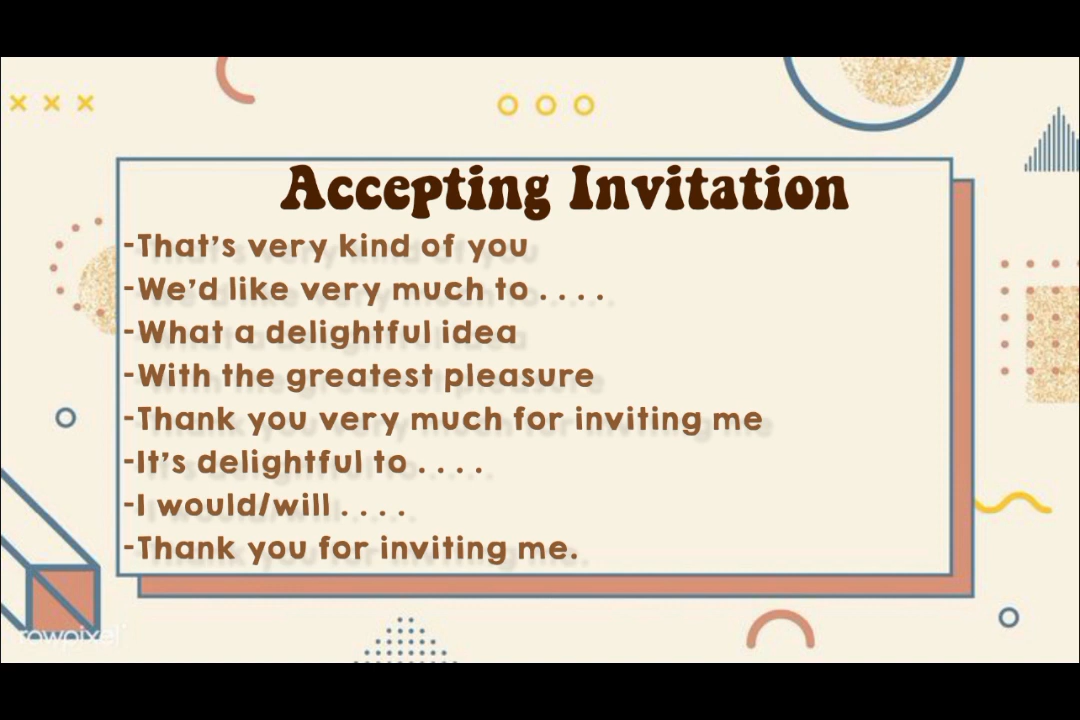 Accepting Invitation
-That's very kind of you
-We'd like very much to . . . .
-What a delightful idea
-With the greatest pleasure
-Thank you very much for inviting me
-It's delightful to . . . .
-I would/will . . . .
-Thank you for inviting me.
rawpixel